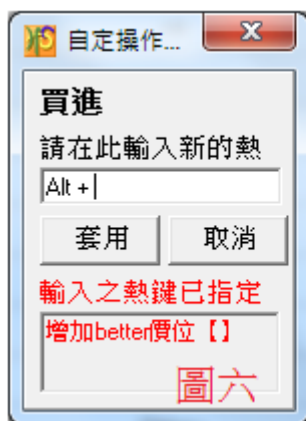 自定操作...
買進
請在此輸入新的熱
Alt +
套用
取消
輸入之熱鍵已指定
增加better價位【】
圖六